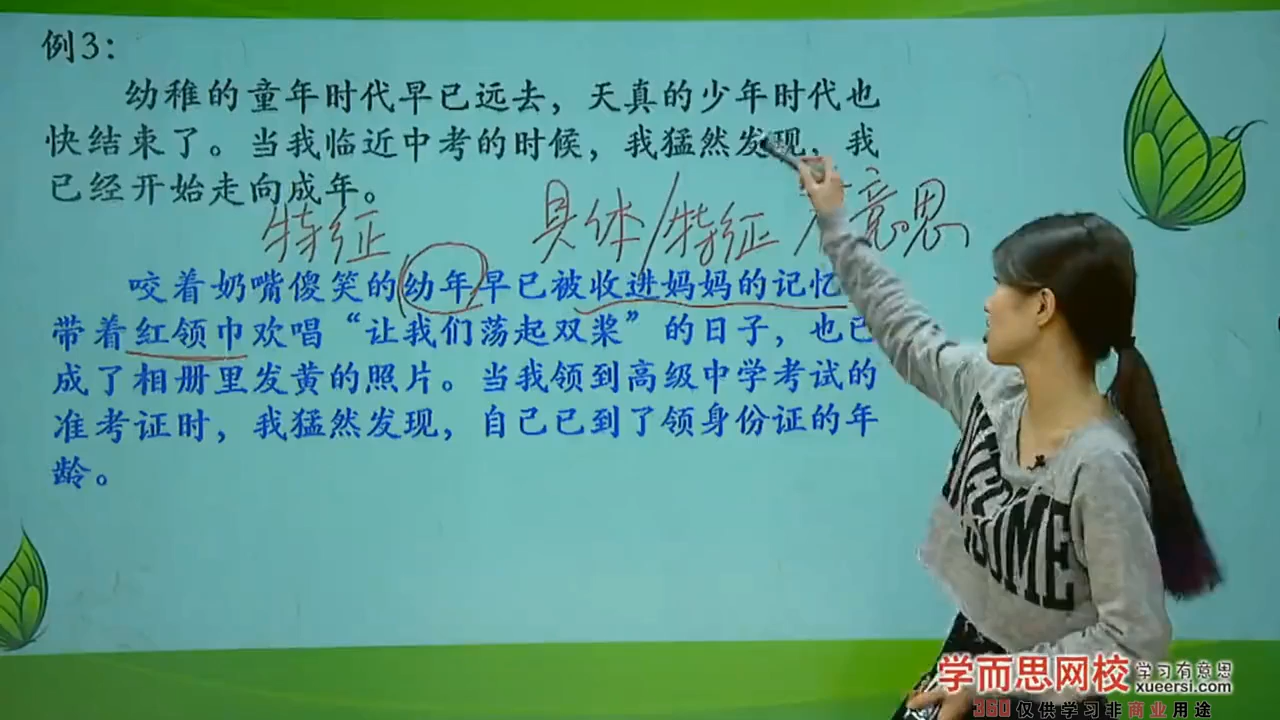 例3：
幼稚的童年时代早已远去，天真的少年时代也
快结束了。当我临近中考的时候，我猛然发现，我
已经开始走向成年。
特征 具体/特征 意思
咬着奶嘴傻笑的幼年早已被收进妈妈的记忆
带着红领巾欢唱“让我们荡起双桨”的日子，也已
成了相册里发黄的照片。当我领到高级中学考试的
准考证时，我猛然发现，自己已到了领身份证的年
龄。
WELCOME
学而思网校 学习有意思
xueersi.com
360仅供学习非商业用途